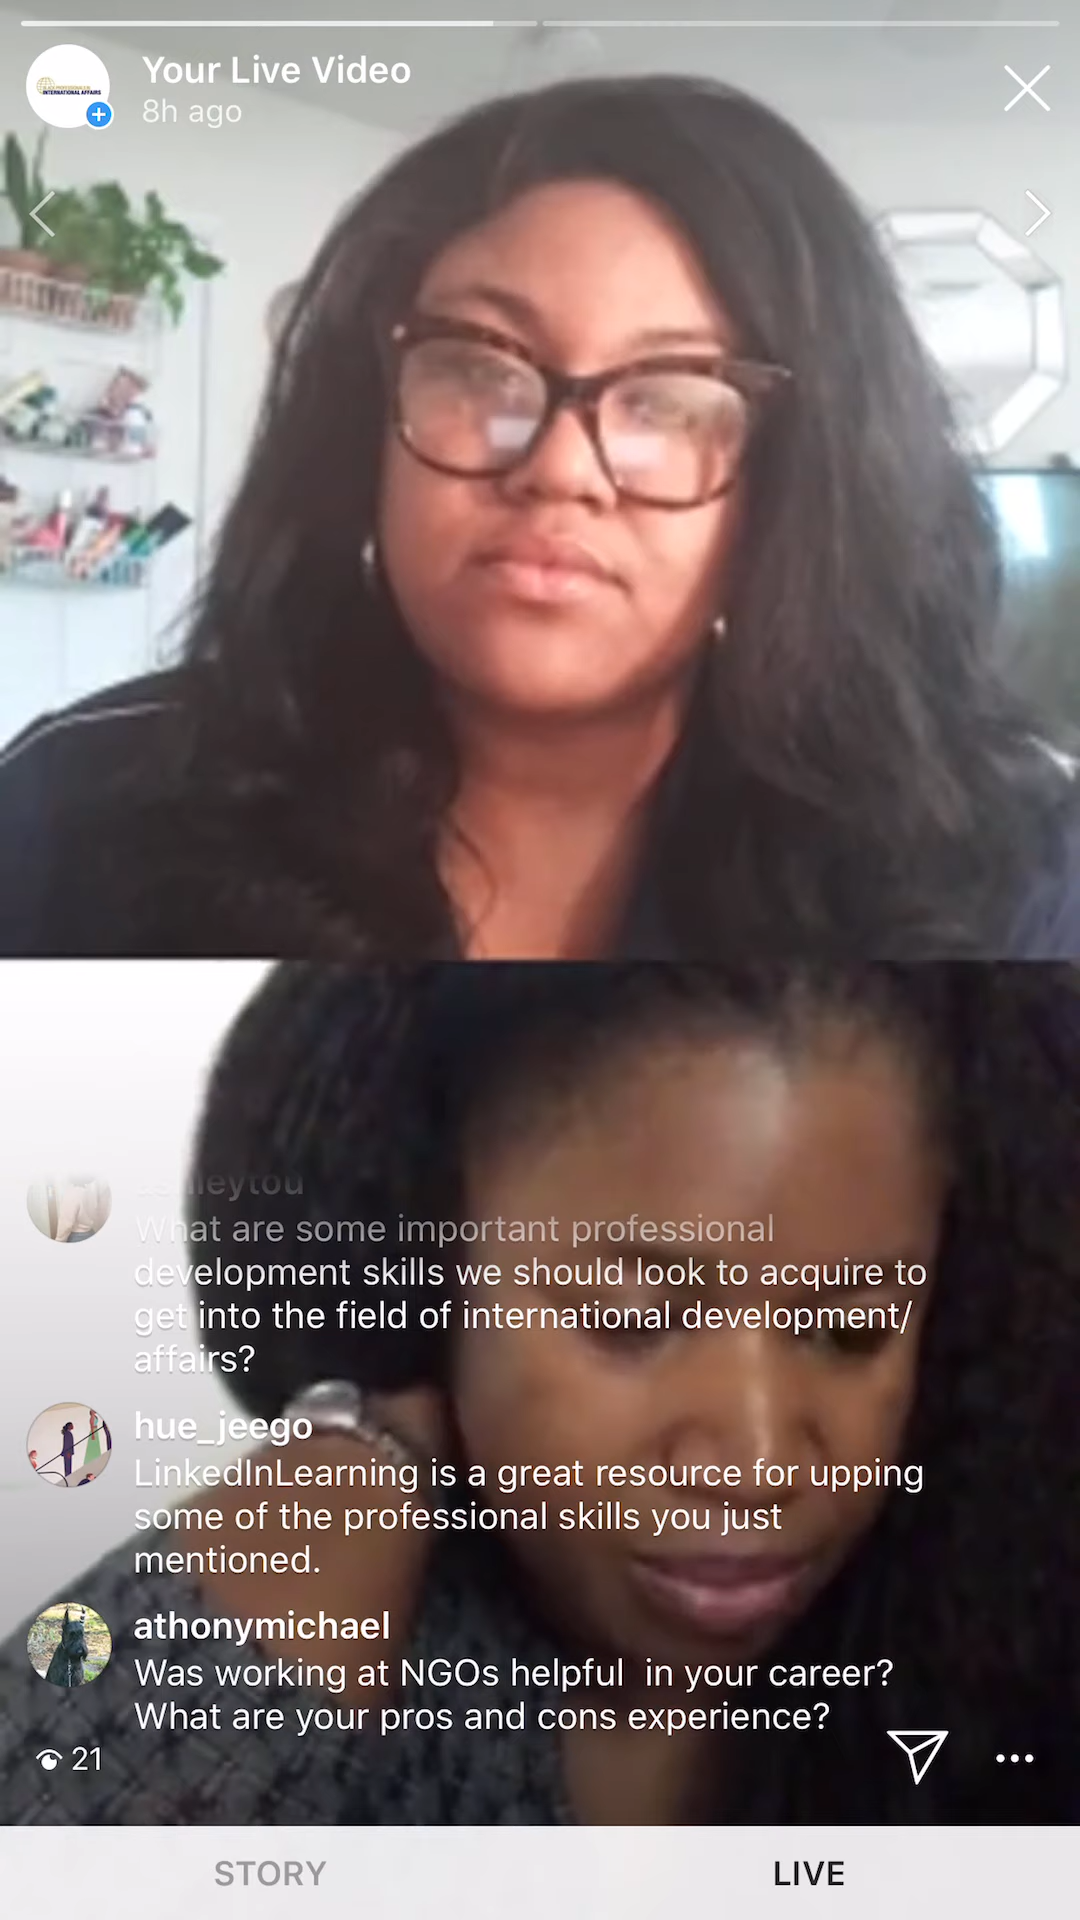 Your Live Video
8h ago
INTERNATIONAL AFFAIRS
What are some important professional
development skills we should look to acquire to
get into the field of international development/
affairs?
hue_jeego
LinkedInLearning is a great resource for upping
some of the professional skills you just
mentioned.
athonymichael
Was working at NGOs helpful in your career?
What are your pros and cons experience?
21
STORY
LIVE